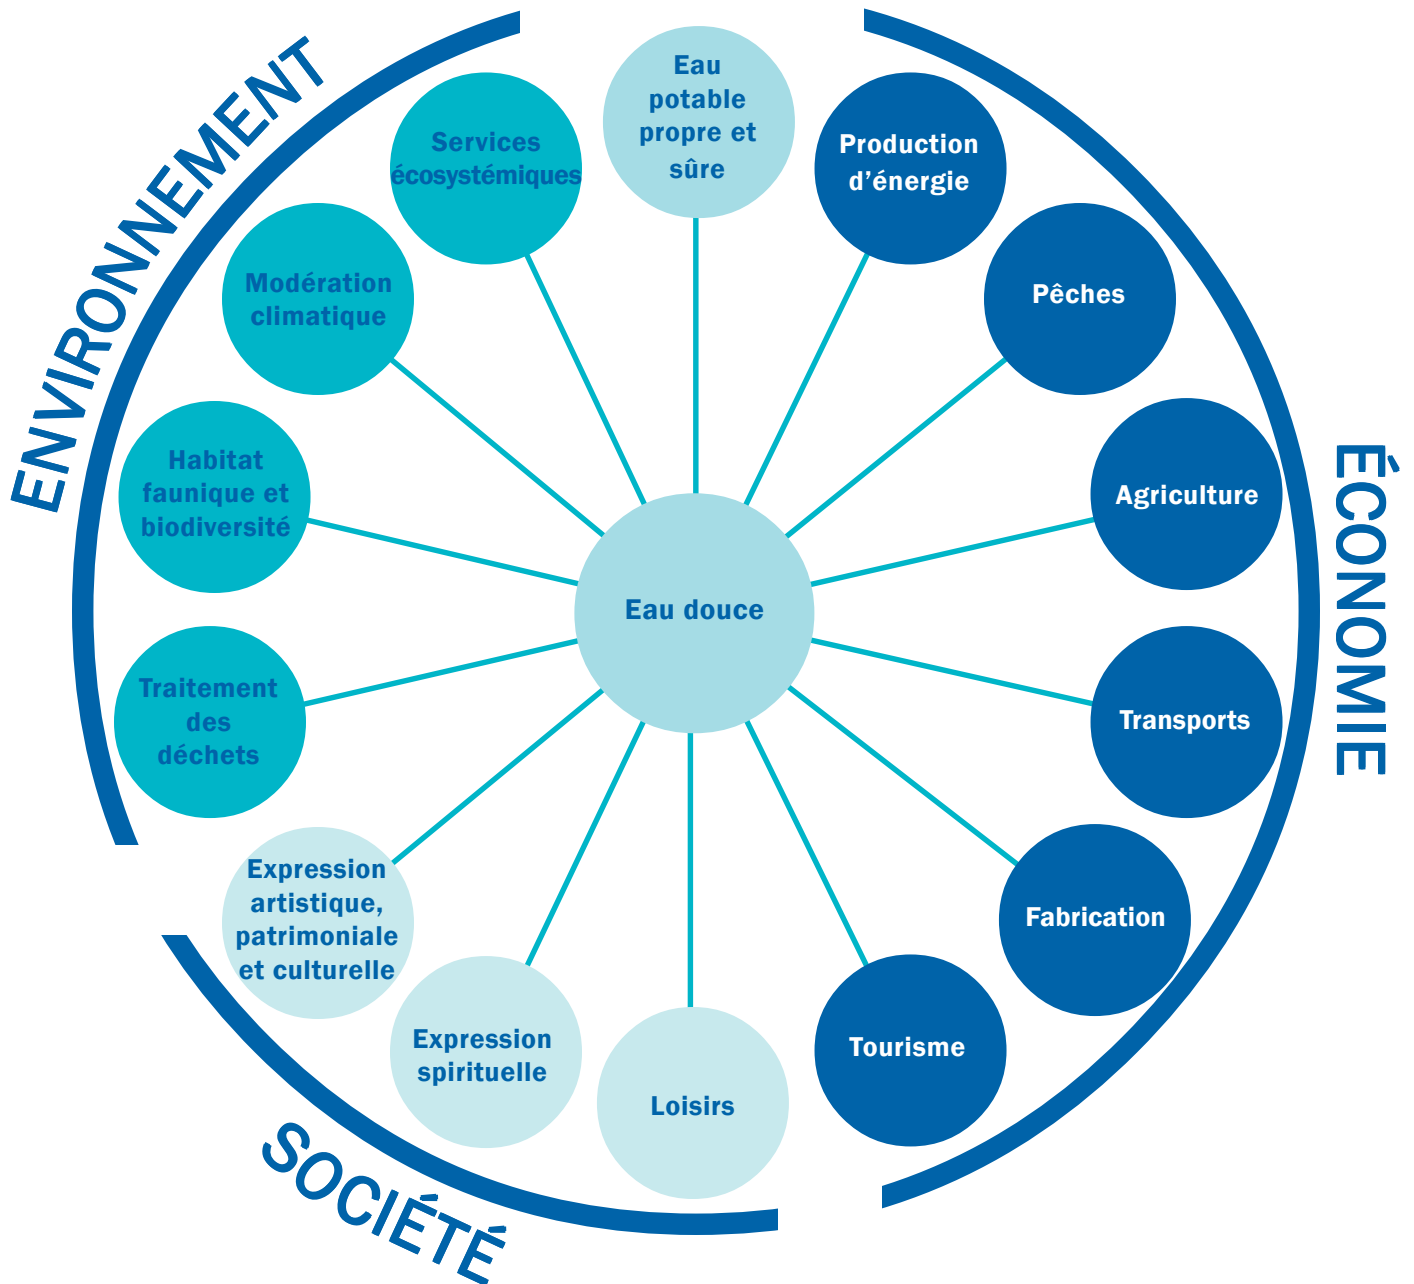 ENVIRONNEMENT
Eau
potable
propre et
sûre
Services
écosystémiques
Production
d’énergie
Modération
climatique
Pêches
Habitat
faunique et
biodiversité
Agriculture
ÉCONOMIE
Eau douce
Traitement
des
déchets
Transports
Expression
artistique,
patrimoniale
et culturelle
Fabrication
Expression
spirituelle
Tourisme
Loisirs
SOCIÉTÉ